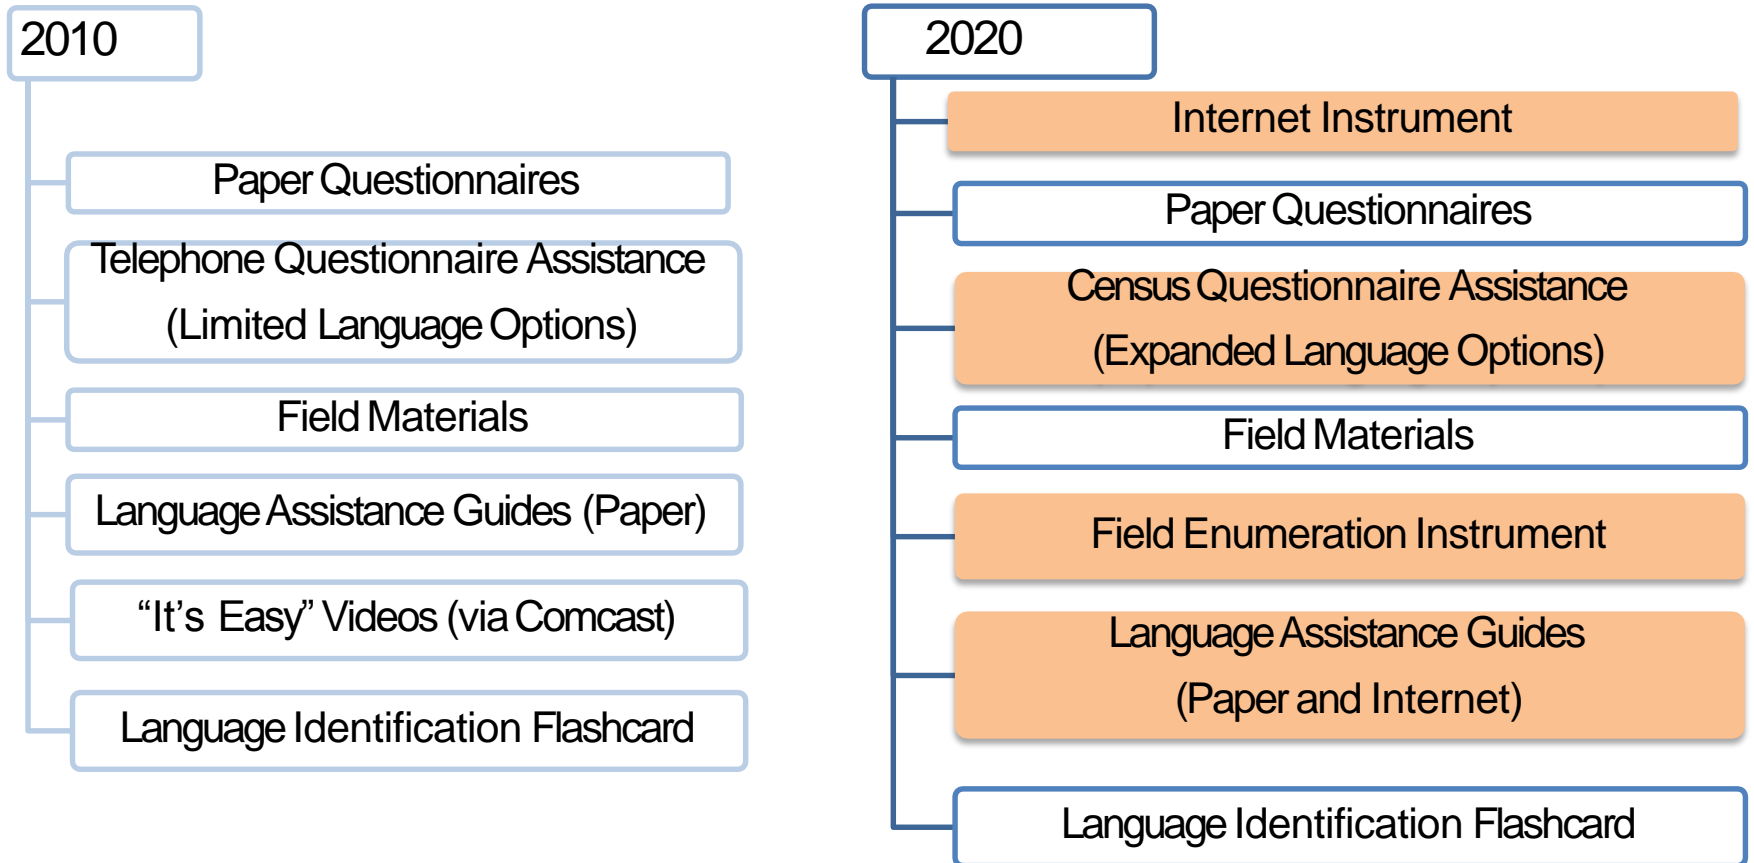 2010
Paper Questionnaires
Telephone Questionnaire Assistance
(Limited Language Options)
Field Materials
Language Assistance Guides (Paper)
“It’s Easy” Videos (via Comcast)
Language Identification Flashcard
2020
Internet Instrument
Paper Questionnaires
Census Questionnaire Assistance
(Expanded Language Options)
Field Materials
Field Enumeration Instrument
Language Assistance Guides
(Paper and Internet)
Language Identification Flashcard